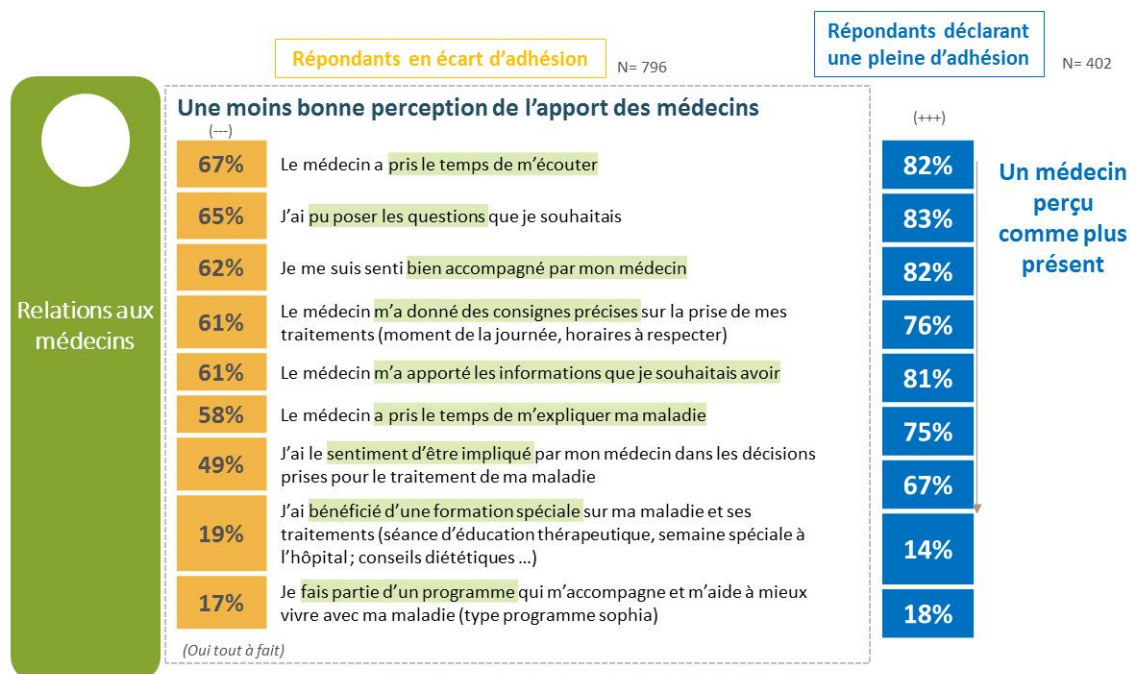 Répondants en écart d'adhésion
N= 796
Répondants déclarant
une pleine d'adhésion
N= 402
Une moins bonne perception de l'apport des médecins
(---)
(+++)
67%
Le médecin a pris le temps de m'écouter
82%
65%
J'ai pu poser les questions que je souhaitais
83%
62%
Je me suis senti bien accompagné par mon médecin
82%
61%
Le médecin m'a donné des consignes précises sur la prise de mes
traitements (moment de la journée, horaires à respecter)
76%
61%
Le médecin m'a apporté les informations que je souhaitais avoir
81%
58%
Le médecin a pris le temps de m'expliquer ma maladie
75%
49%
J'ai le sentiment d'être impliqué par mon médecin dans les décisions
prises pour le traitement de ma maladie
67%
19%
J'ai bénéficié d'une formation spéciale sur ma maladie et ses
traitements (séance d'éducation thérapeutique, semaine spéciale à
l'hôpital ; conseils diététiques ...)
14%
17%
Je fais partie d'un programme qui m'accompagne et m'aide à mieux
vivre avec ma maladie (type programme sophia)
18%
(Oui tout à fait)
Relations aux
médecins
Un médecin
perçu
comme plus
présent